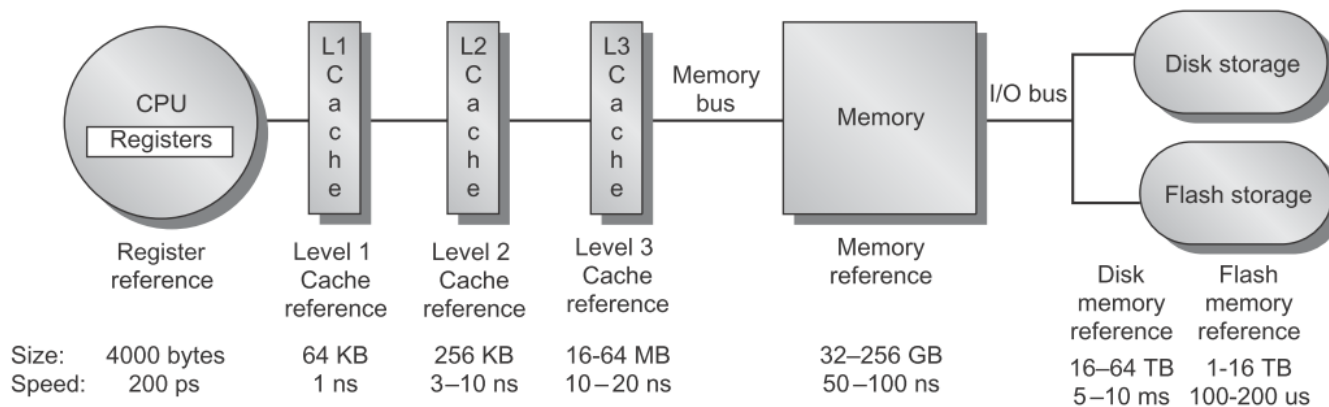 CPU
Registers
L1
C
a
c
h
e
L2
C
a
c
h
e
L3
C
a
c
h
e
Memory
bus
Memory
I/O bus
Disk storage
Flash storage
Register
reference
Level 1
Cache
reference
Level 2
Cache
reference
Level 3
Cache
reference
Memory
reference
Disk
memory
reference
Flash
memory
reference
Size: 4000 bytes 64 KB 256 KB 16-64 MB 32–256 GB 16–64 TB 1-16 TB
Speed: 200 ps 1 ns 3–10 ns 10–20 ns 50–100 ns 5–10 ms 100-200 us